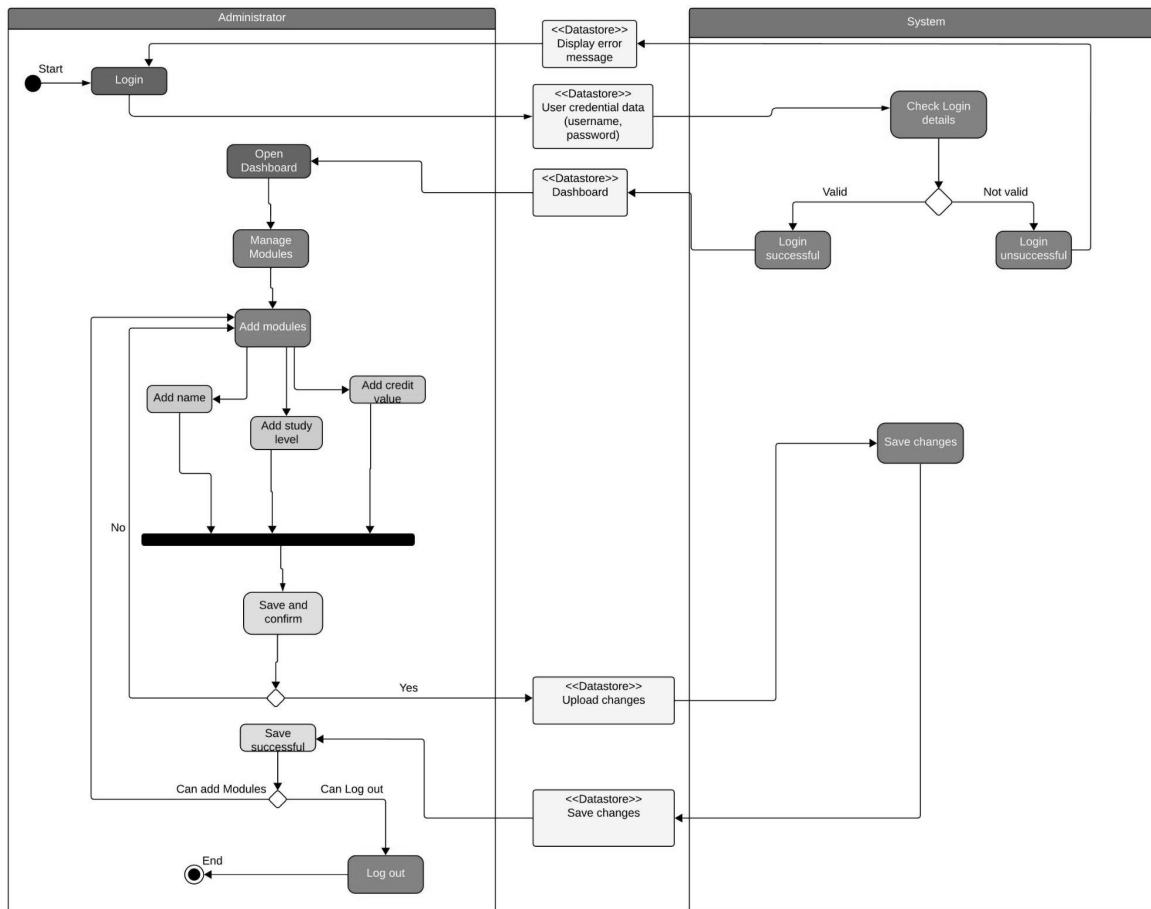 Administrator
System
<<Datastore>>
Display error
message
Start
Login
<<Datastore>>
User credential data
(username,
password)
Check Login
details
Open
Dashboard
<<Datastore>>
Dashboard
Valid
Not valid
Manage
Modules
Login
successful
Login
unsuccessful
Add modules
Add name
Add credit
value
Add study
level
Save changes
No
Save and
confirm
Yes
<<Datastore>>
Upload changes
Save
successful
Can add Modules
Can Log out
<<Datastore>>
Save changes
End
Log out